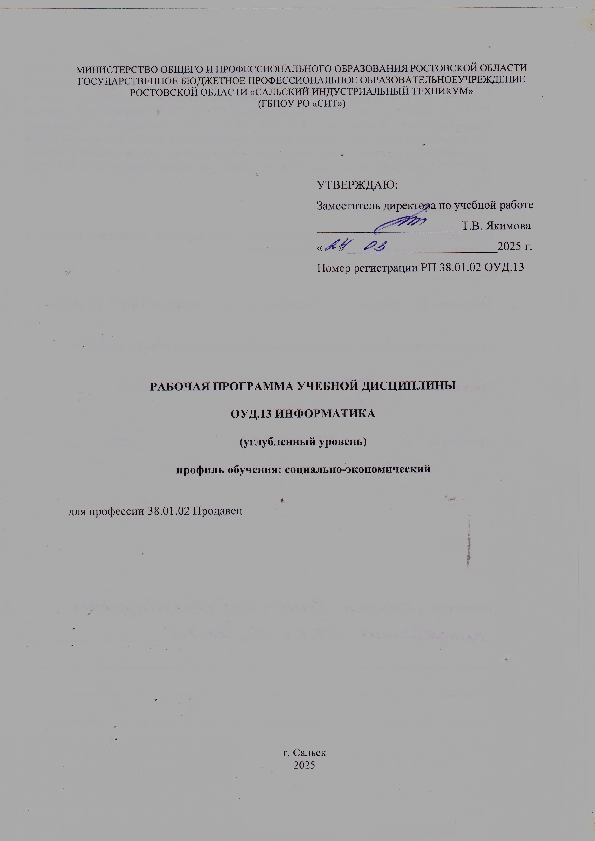 МИНИСТЕРСТВО ОБЩЕГО И ПРОФЕССИОНАЛЬНОГО ОБРАЗОВАНИЯ РОСТОВСКОЙ ОБЛАСТИ
ГОСУДАРСТВЕННОЕ БЮДЖЕТНОЕ ПРОФЕССИОНАЛЬНОЕ ОБРАЗОВАТЕЛЬНОЕУЧРЕЖДЕНИЕ
РОСТОВСКОЙ ОБЛАСТИ «САЛЬСКИЙ ИНДУСТРИАЛЬНЫЙ ТЕХНИКУМ»
(ГБПОУ РО «СИТ»)
УТВЕРЖДАЮ:
Заместитель директора по учебной работе
Т.В. Якимова
« 24 03 2025 г.
Номер регистрации РП 38.01.02 ОУД.13
РАБОЧАЯ ПРОГРАММА УЧЕБНОЙ ДИСЦИПЛИНЫ
ОУД.13 ИНФОРМАТИКА
(углубленный уровень)
профиль обучения: социально-экономический
для профессии 38.01.02 Продавец
г. Сальск
2025